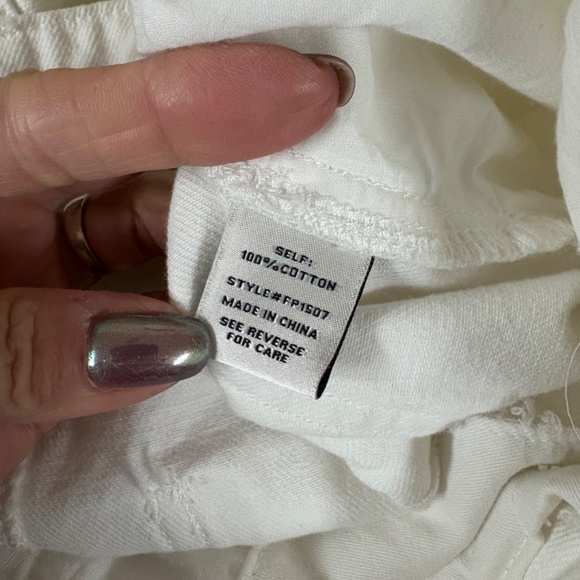 SELF:
100%COTTON
STYLE#FP1507
MADE IN CHINA
SEE REVERSE
FOR CARE